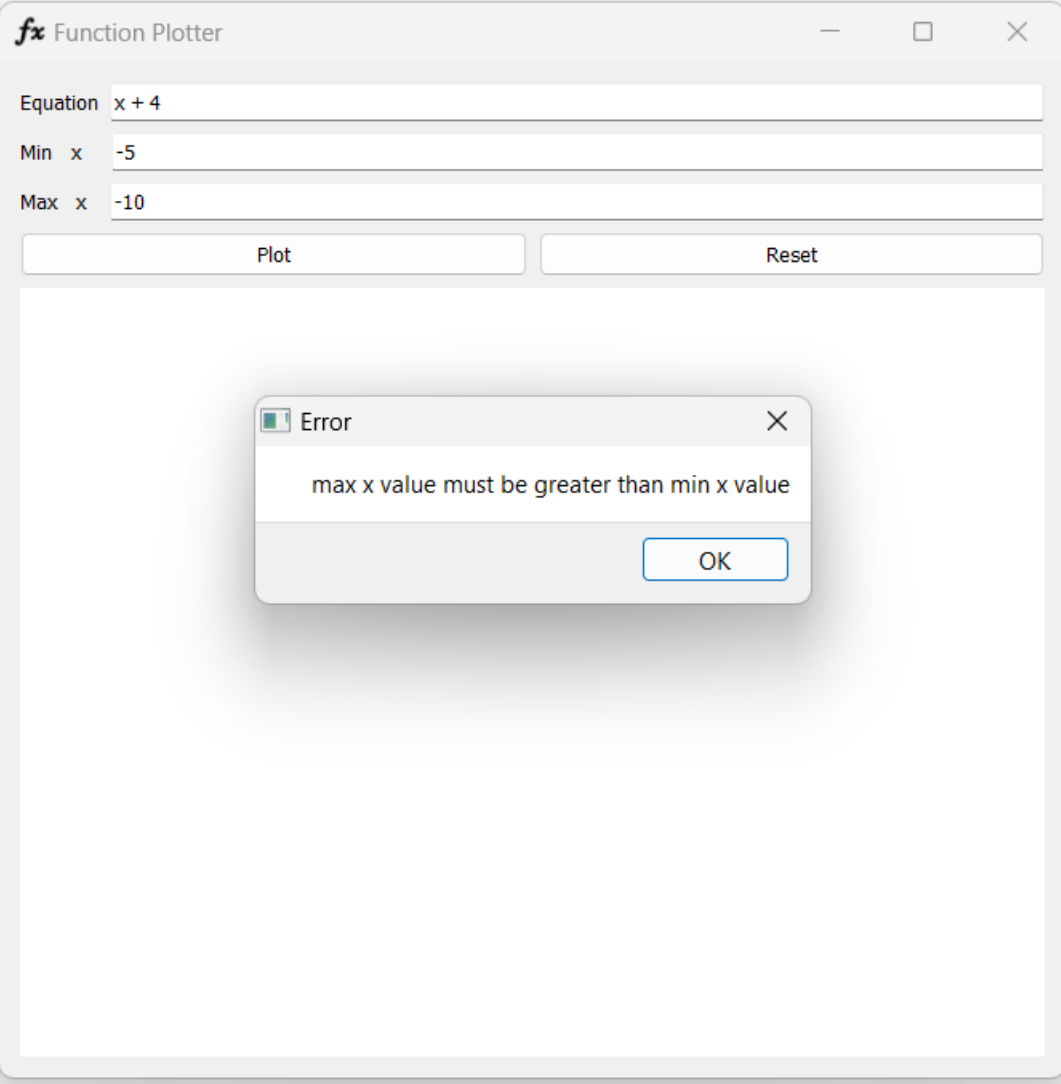 fx Function Plotter
Equation x + 4
Min x -5
Max x -10
Plot Reset
Error
max x value must be greater than min x value
OK